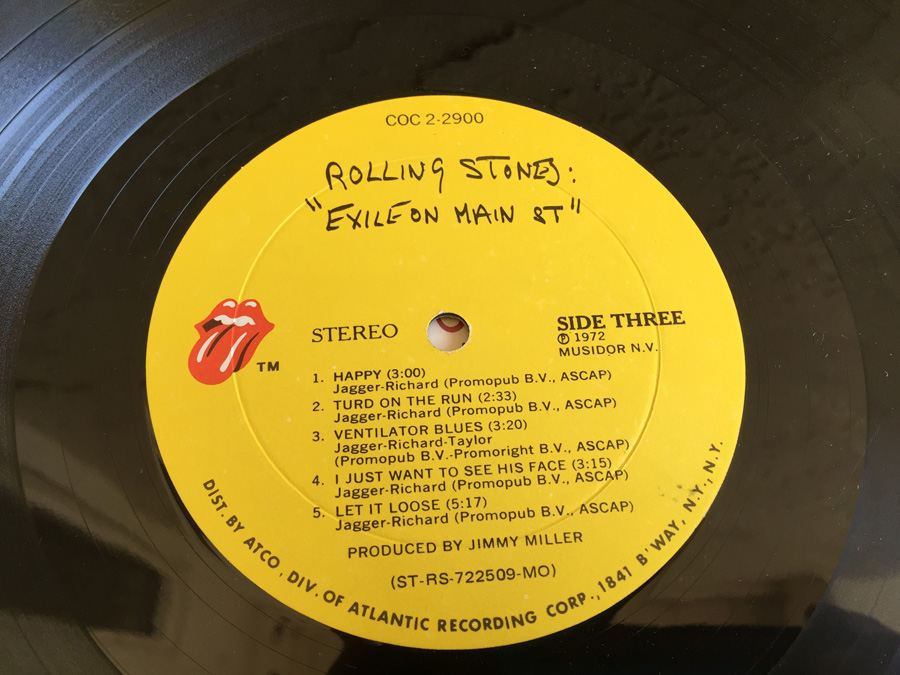 COC 2-2900
ROLLING STONES:
"EXILE ON MAIN ST"
STEREO
SIDE THREE
℗ 1972
MUSIDOR N.V.
TM
1. HAPPY (3:00)
Jagger-Richard (Promopub B.V., ASCAP)
2. TURD ON THE RUN (2:33)
Jagger-Richard (Promopub B.V., ASCAP)
3. VENTILATOR BLUES (3:20)
Jagger-Richard-Taylor
(Promopub B.V.-Promoright B.V., ASCAP)
4. I JUST WANT TO SEE HIS FACE (3:15)
Jagger-Richard (Promopub B.V., ASCAP)
5. LET IT LOOSE (5:17)
Jagger-Richard (Promopub B.V., ASCAP)
PRODUCED BY JIMMY MILLER
(ST-RS-722509-MO)
DIST. BY ATCO, DIV. OF ATLANTIC RECORDING CORP., 1841 B'WAY, N.Y., N.Y.